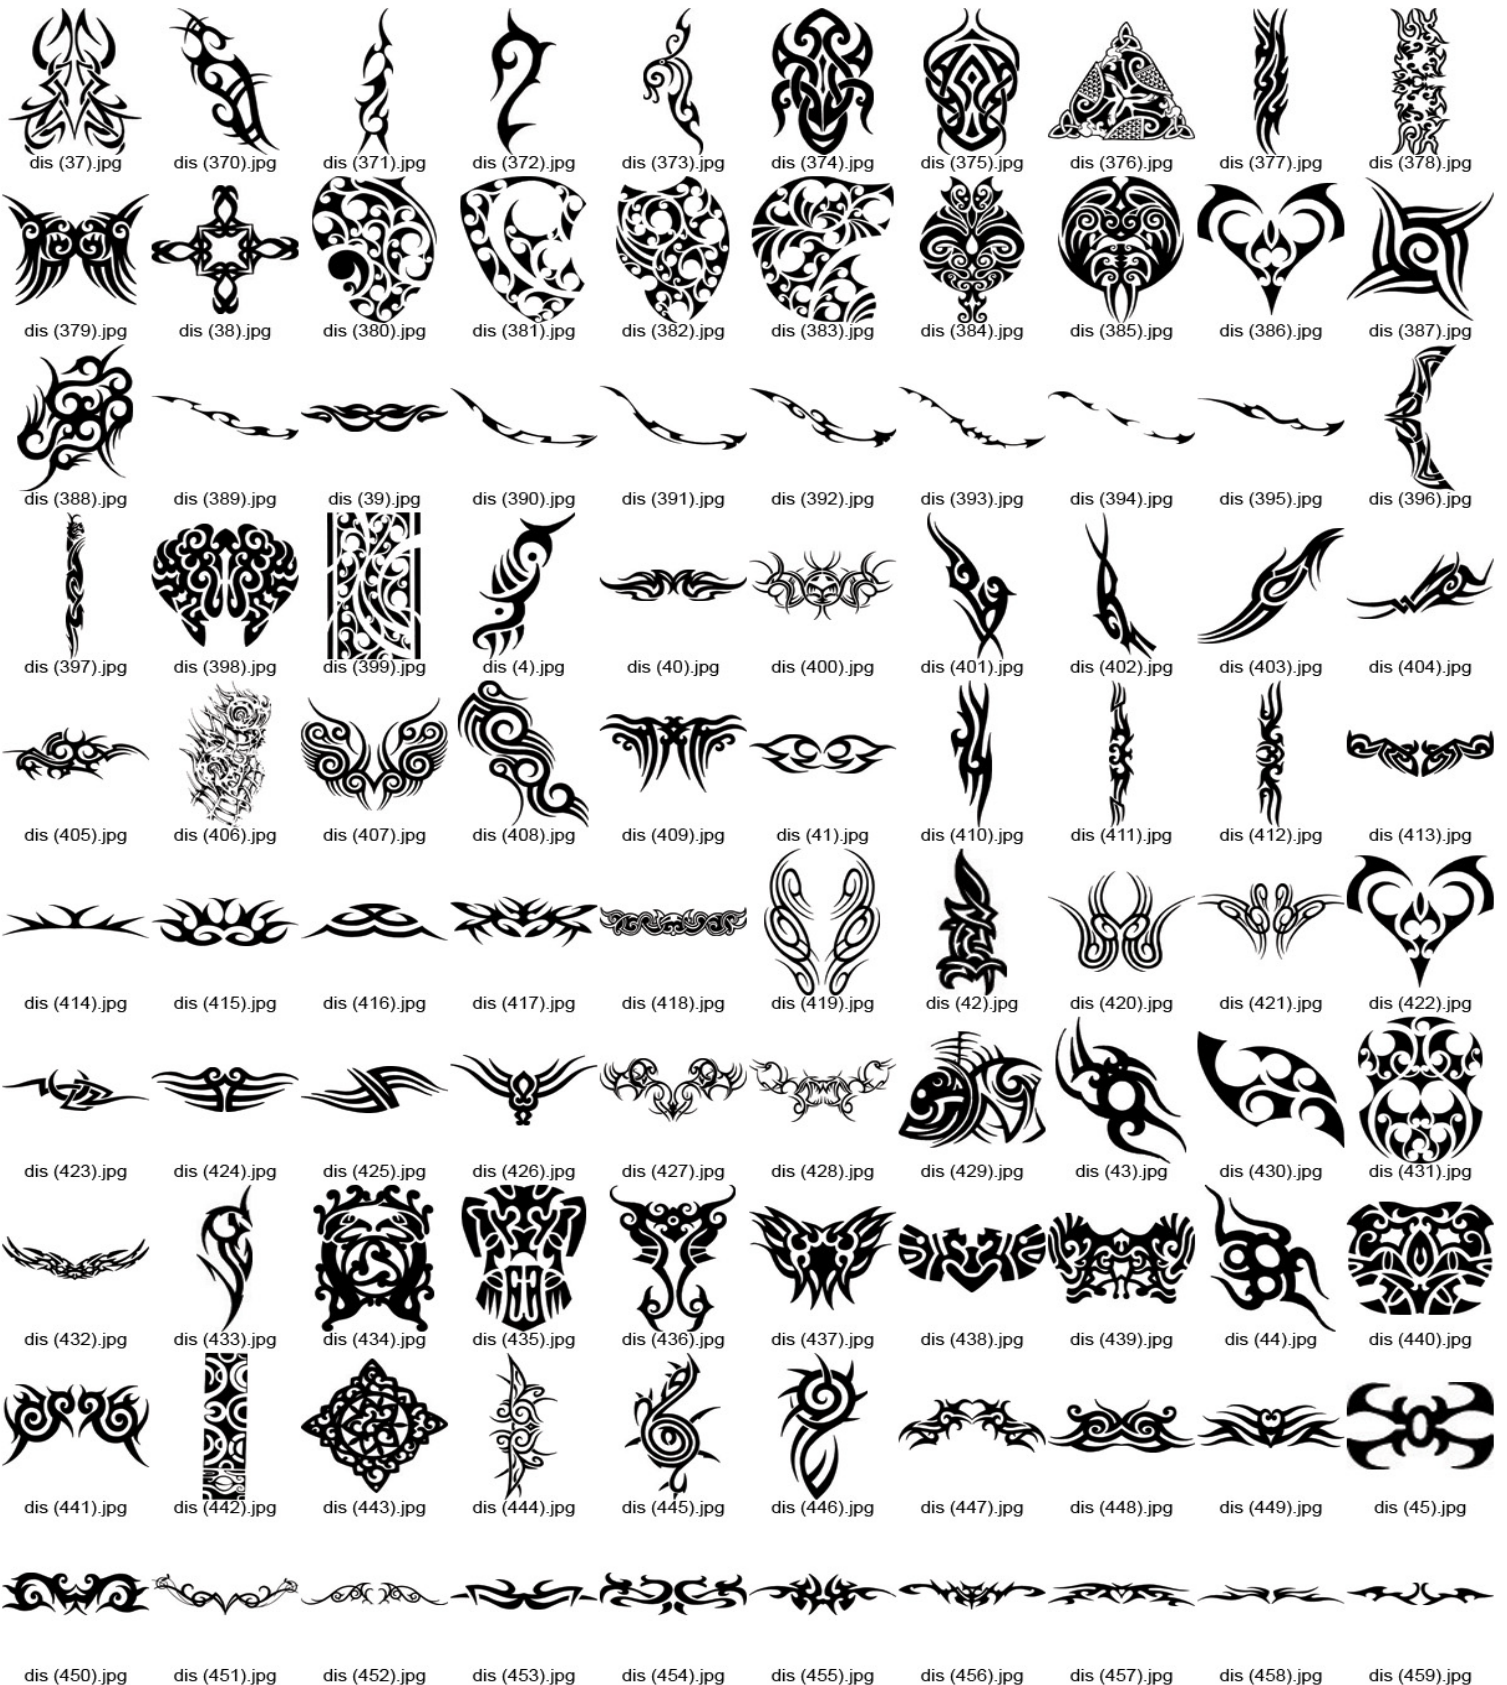 dis (37).jpg dis (370).jpg dis (371).jpg dis (372).jpg dis (373).jpg dis (374).jpg dis (375).jpg dis (376).jpg dis (377).jpg dis (378).jpg
dis (379).jpg dis (38).jpg dis (380).jpg dis (381).jpg dis (382).jpg dis (383).jpg dis (384).jpg dis (385).jpg dis (386).jpg dis (387).jpg
dis (388).jpg dis (389).jpg dis (39).jpg dis (390).jpg dis (391).jpg dis (392).jpg dis (393).jpg dis (394).jpg dis (395).jpg dis (396).jpg
dis (397).jpg dis (398).jpg dis (399).jpg dis (4).jpg dis (40).jpg dis (400).jpg dis (401).jpg dis (402).jpg dis (403).jpg dis (404).jpg
dis (405).jpg dis (406).jpg dis (407).jpg dis (408).jpg dis (409).jpg dis (41).jpg dis (410).jpg dis (411).jpg dis (412).jpg dis (413).jpg
dis (414).jpg dis (415).jpg dis (416).jpg dis (417).jpg dis (418).jpg dis (419).jpg dis (42).jpg dis (420).jpg dis (421).jpg dis (422).jpg
dis (423).jpg dis (424).jpg dis (425).jpg dis (426).jpg dis (427).jpg dis (428).jpg dis (429).jpg dis (43).jpg dis (430).jpg dis (431).jpg
dis (432).jpg dis (433).jpg dis (434).jpg dis (435).jpg dis (436).jpg dis (437).jpg dis (438).jpg dis (439).jpg dis (44).jpg dis (440).jpg
dis (441).jpg dis (442).jpg dis (443).jpg dis (444).jpg dis (445).jpg dis (446).jpg dis (447).jpg dis (448).jpg dis (449).jpg dis (45).jpg
dis (450).jpg dis (451).jpg dis (452).jpg dis (453).jpg dis (454).jpg dis (455).jpg dis (456).jpg dis (457).jpg dis (458).jpg dis (459).jpg